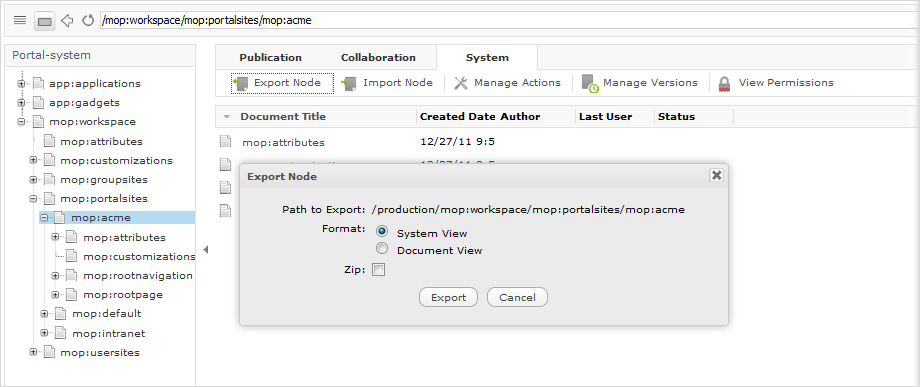 /mop:workspace/mop:portalsites/mop:acme
Portal-system
app:applications
app:gadgets
mop:workspace
mop:attributes
mop:customizations
mop:groupsites
mop:portalsites
mop:acme
mop:attributes
mop:customizations
mop:rootnavigation
mop:rootpage
mop:default
mop:intranet
mop:usersites
Publication Collaboration System
Export Node Import Node Manage Actions Manage Versions View Permissions
Document Title Created Date Author Last User Status
mop:attributes 12/27/11 9:5
Export Node
Path to Export: /production/mop:workspace/mop:portalsites/mop:acme
Format: System View
Document View
Zip:
Export Cancel